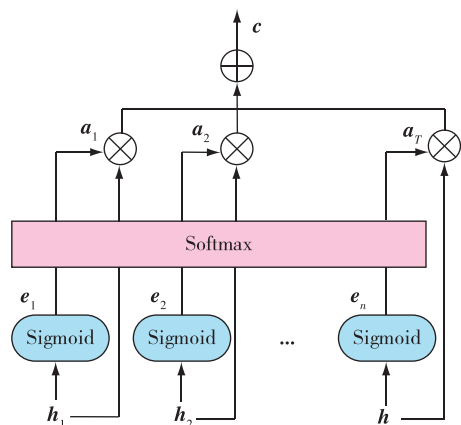 c
a1 a2 aT
Softmax
e1 e2 en
Sigmoid Sigmoid ... Sigmoid
h1 h2 h